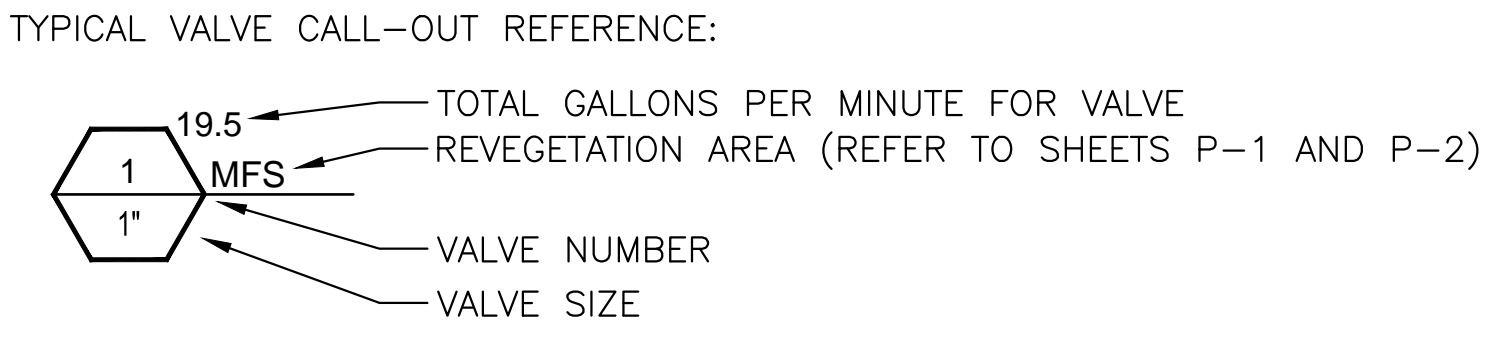 TYPICAL VALVE CALL-OUT REFERENCE:
19.5
TOTAL GALLONS PER MINUTE FOR VALVE
1
MFS
REVEGETATION AREA (REFER TO SHEETS P-1 AND P-2)
1"
VALVE NUMBER
VALVE SIZE